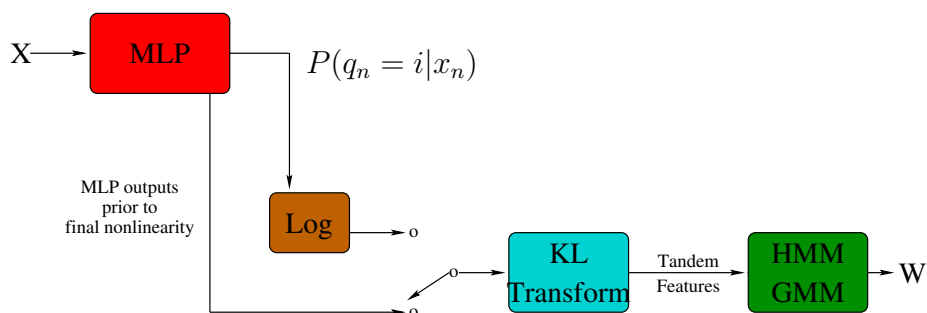 X
MLP
P(q_n = i|x_n)
MLP outputs
prior to
final nonlinearity
Log
o
o
o
KL
Transform
Tandem
Features
HMM
GMM
W